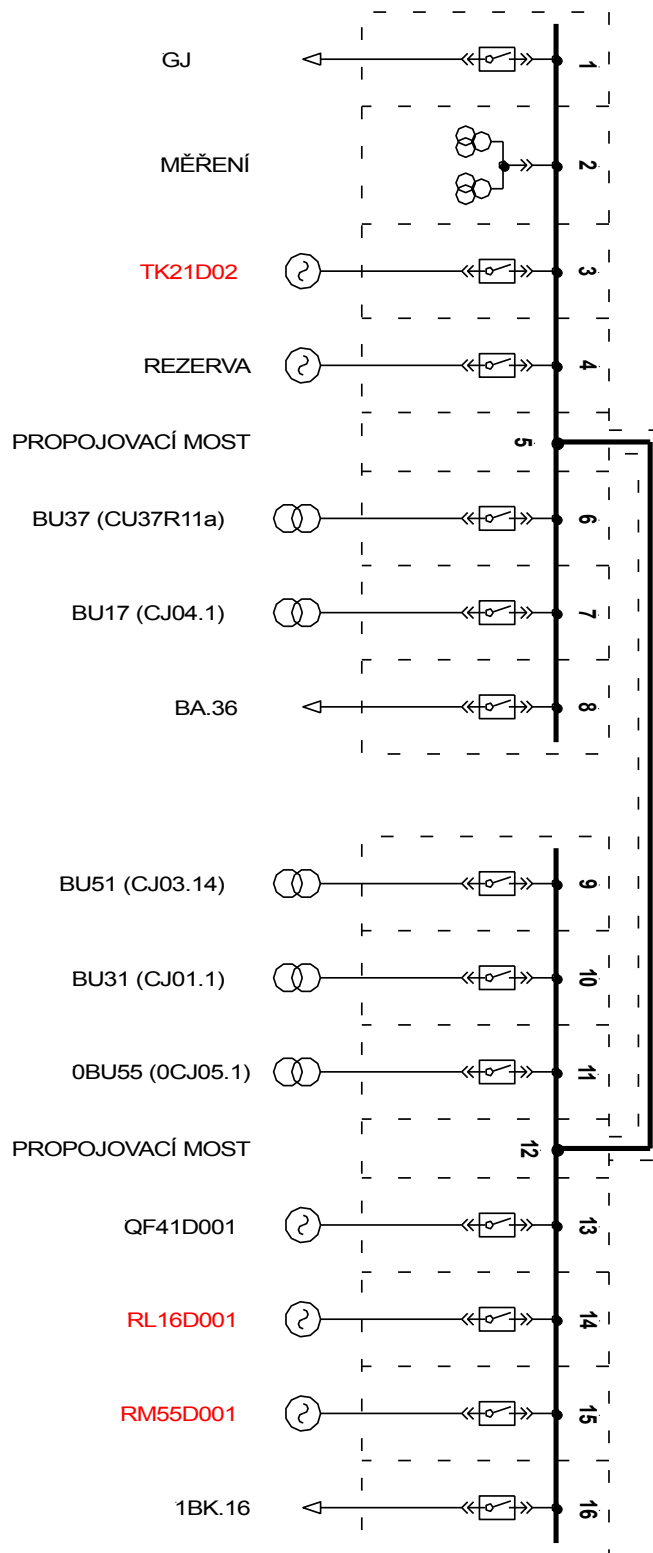 GJ 1
MĚŘENÍ 2
TK21D02 3
REZERVA 4
PROPOJOVACÍ MOST 5
BU37 (CU37R11a) 6
BU17 (CJ04.1) 7
BA.36 8
BU51 (CJ03.14) 9
BU31 (CJ01.1) 10
0BU55 (0CJ05.1) 11
PROPOJOVACÍ MOST 12
QF41D001 13
RL16D001 14
RM55D001 15
1BK.16 16